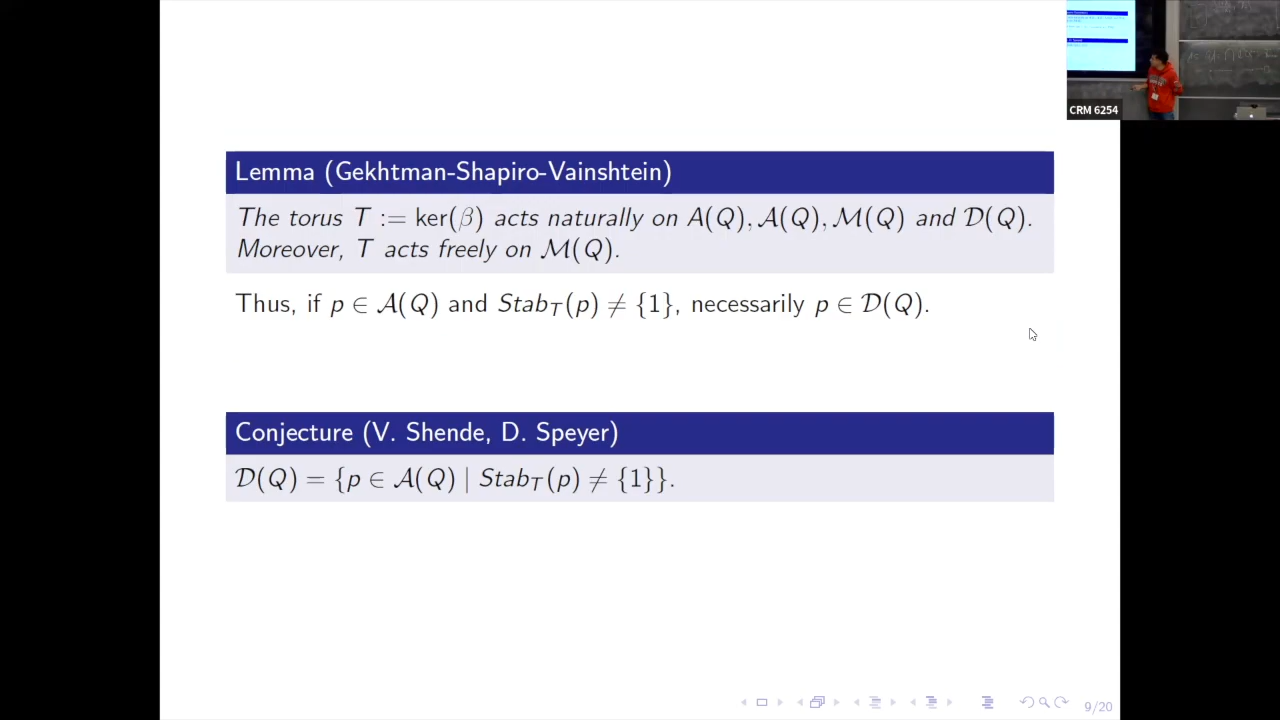 CRM 6254
Lemma (Gekhtman-Shapiro-Vainshtein)
The torus T := ker(β) acts naturally on A(Q), 𝒜(Q), ℳ(Q) and 𝒟(Q).
Moreover, T acts freely on ℳ(Q).
Thus, if p ∈ 𝒜(Q) and Stab_T(p) ≠ {1}, necessarily p ∈ 𝒟(Q).
Conjecture (V. Shende, D. Speyer)
𝒟(Q) = {p ∈ 𝒜(Q) | Stab_T(p) ≠ {1}}.
9/20